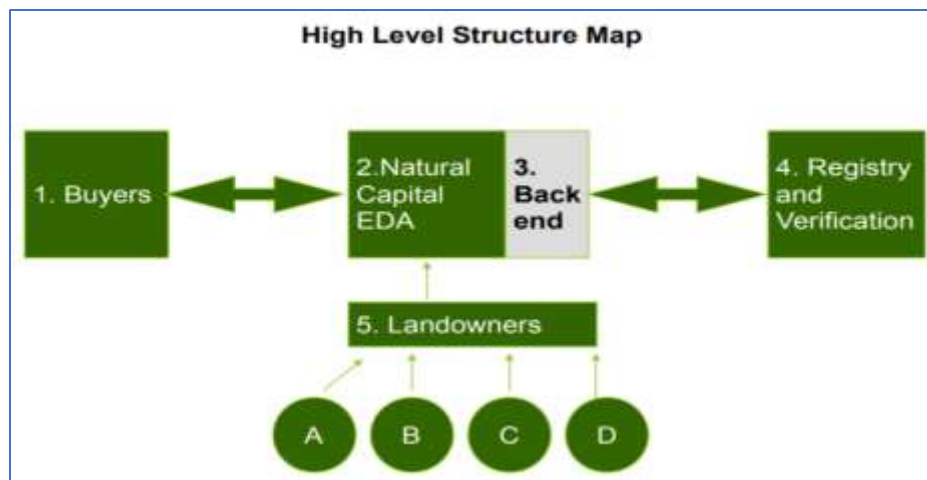 High Level Structure Map
1. Buyers
2.Natural
Capital
EDA
3.
Back
end
4. Registry
and
Verification
5. Landowners
A
B
C
D